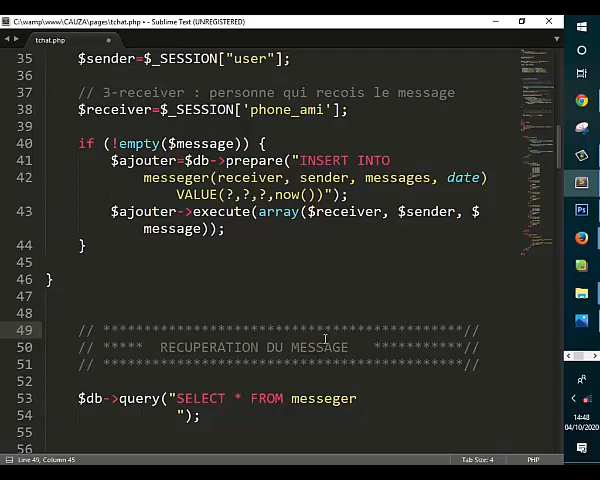 C:\wamp\www\CAUZA\pages\tchat.php • - Sublime Text (UNREGISTERED)
tchat.php
35 $sender=$_SESSION["user"];
36
37 // 3-receiver : personne qui recois le message
38 $receiver=$_SESSION['phone_ami'];
39
40 if (!empty($message)) {
41 $ajouter=$db->prepare("INSERT INTO
42 messeger(receiver, sender, messages, date)
VALUE(?,?,?,now())");
43 $ajouter->execute(array($receiver, $sender, $
message));
44 }
45
46 }
47
48
49 // ********************************************//
50 // ***** RECUPERATION DU MESSAGE ***********//
51 // ********************************************//
52
53 $db->query("SELECT * FROM messeger
54 ");
55
56
Line 49, Column 45
Tab Size: 4
PHP
14:48
04/10/2020